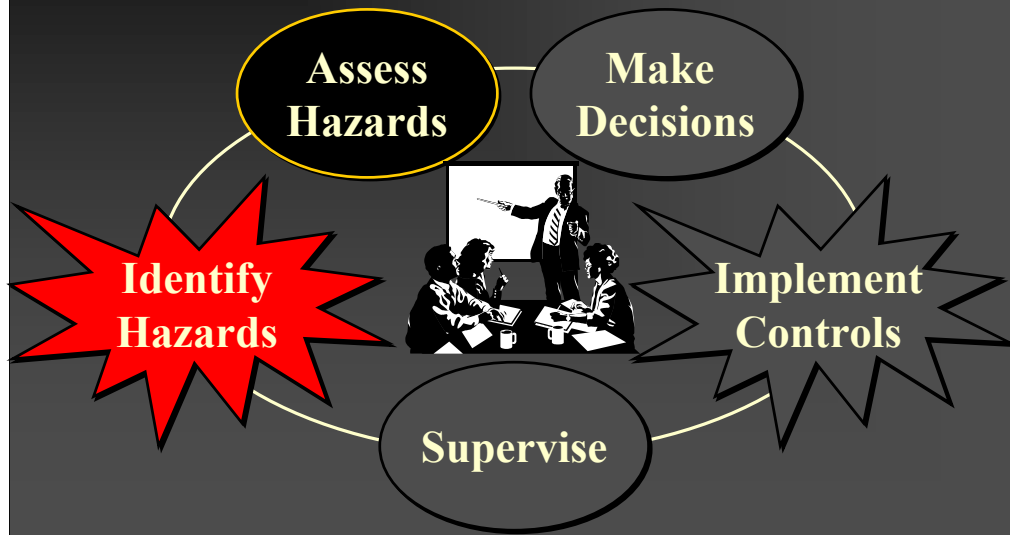 Assess
Hazards
Make
Decisions
Identify
Hazards
Implement
Controls
Supervise